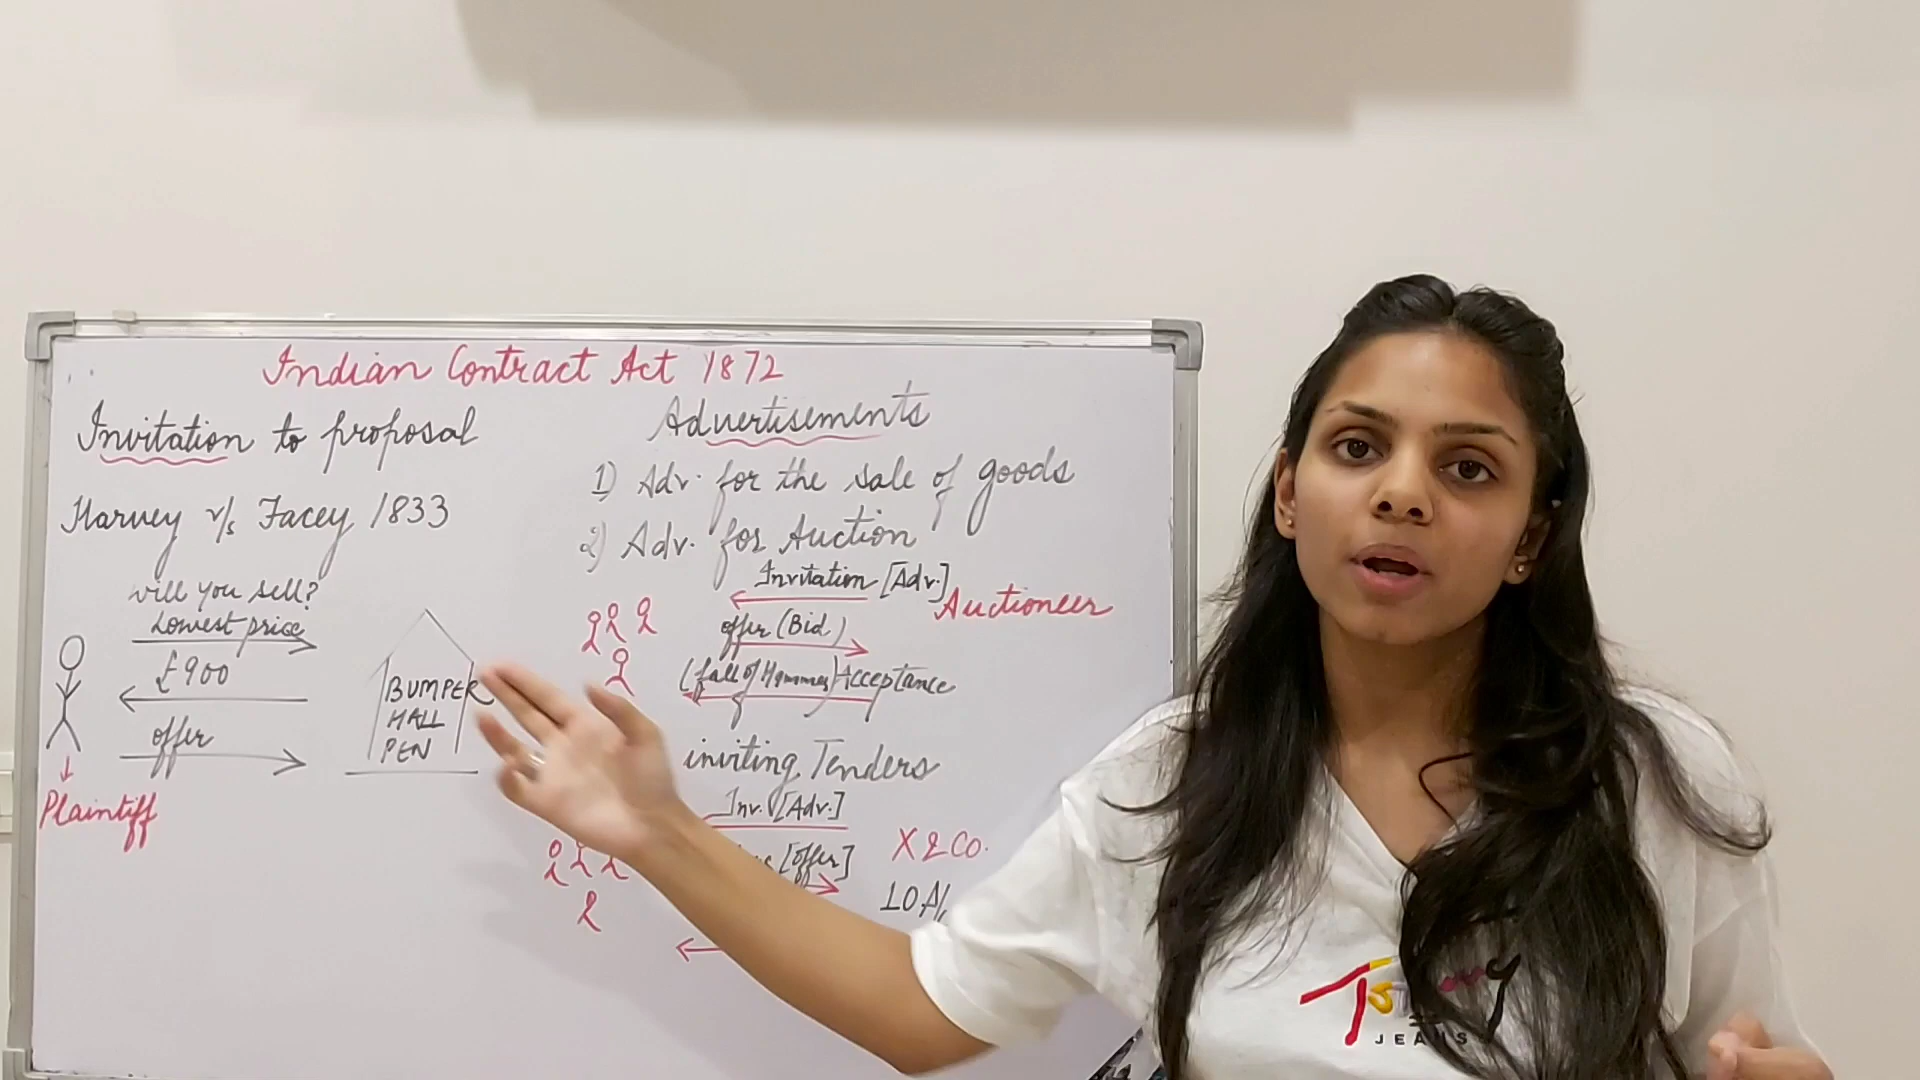 Indian Contract Act 1872
Invitation to proposal
Harvey v/s Facey 1833
will you sell?
Lowest price
£900
offer
Plaintiff
BUMPER
HALL
PEN
Advertisements
1) Adv. for the sale of goods
2) Adv. for Auction
Invitation [Adv.]
Auctioneer
offer (Bid)
(fall of Hammer) Acceptance
inviting Tenders
Inv. [Adv.]
[offer]
X & Co.
JEANS